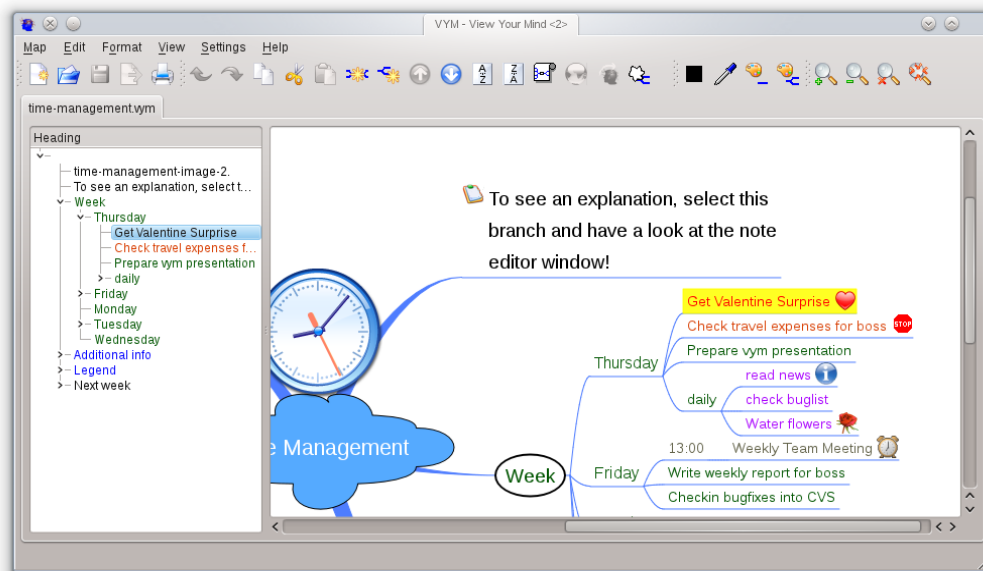 VYM - View Your Mind <2>
Map Edit Format View Settings Help
A
Z
Z
A
time-management.vym
Heading
time-management-image-2.
To see an explanation, select t...
Week
Thursday
Get Valentine Surprise
Check travel expenses f...
Prepare vym presentation
daily
Friday
Monday
Tuesday
Wednesday
Additional info
Legend
Next week
To see an explanation, select this
branch and have a look at the note
editor window!
Get Valentine Surprise
Check travel expenses for boss STOP
Thursday
Prepare vym presentation
read news
daily
check buglist
Water flowers
e Management
Week
13:00 Weekly Team Meeting
Friday
Write weekly report for boss
Checkin bugfixes into CVS